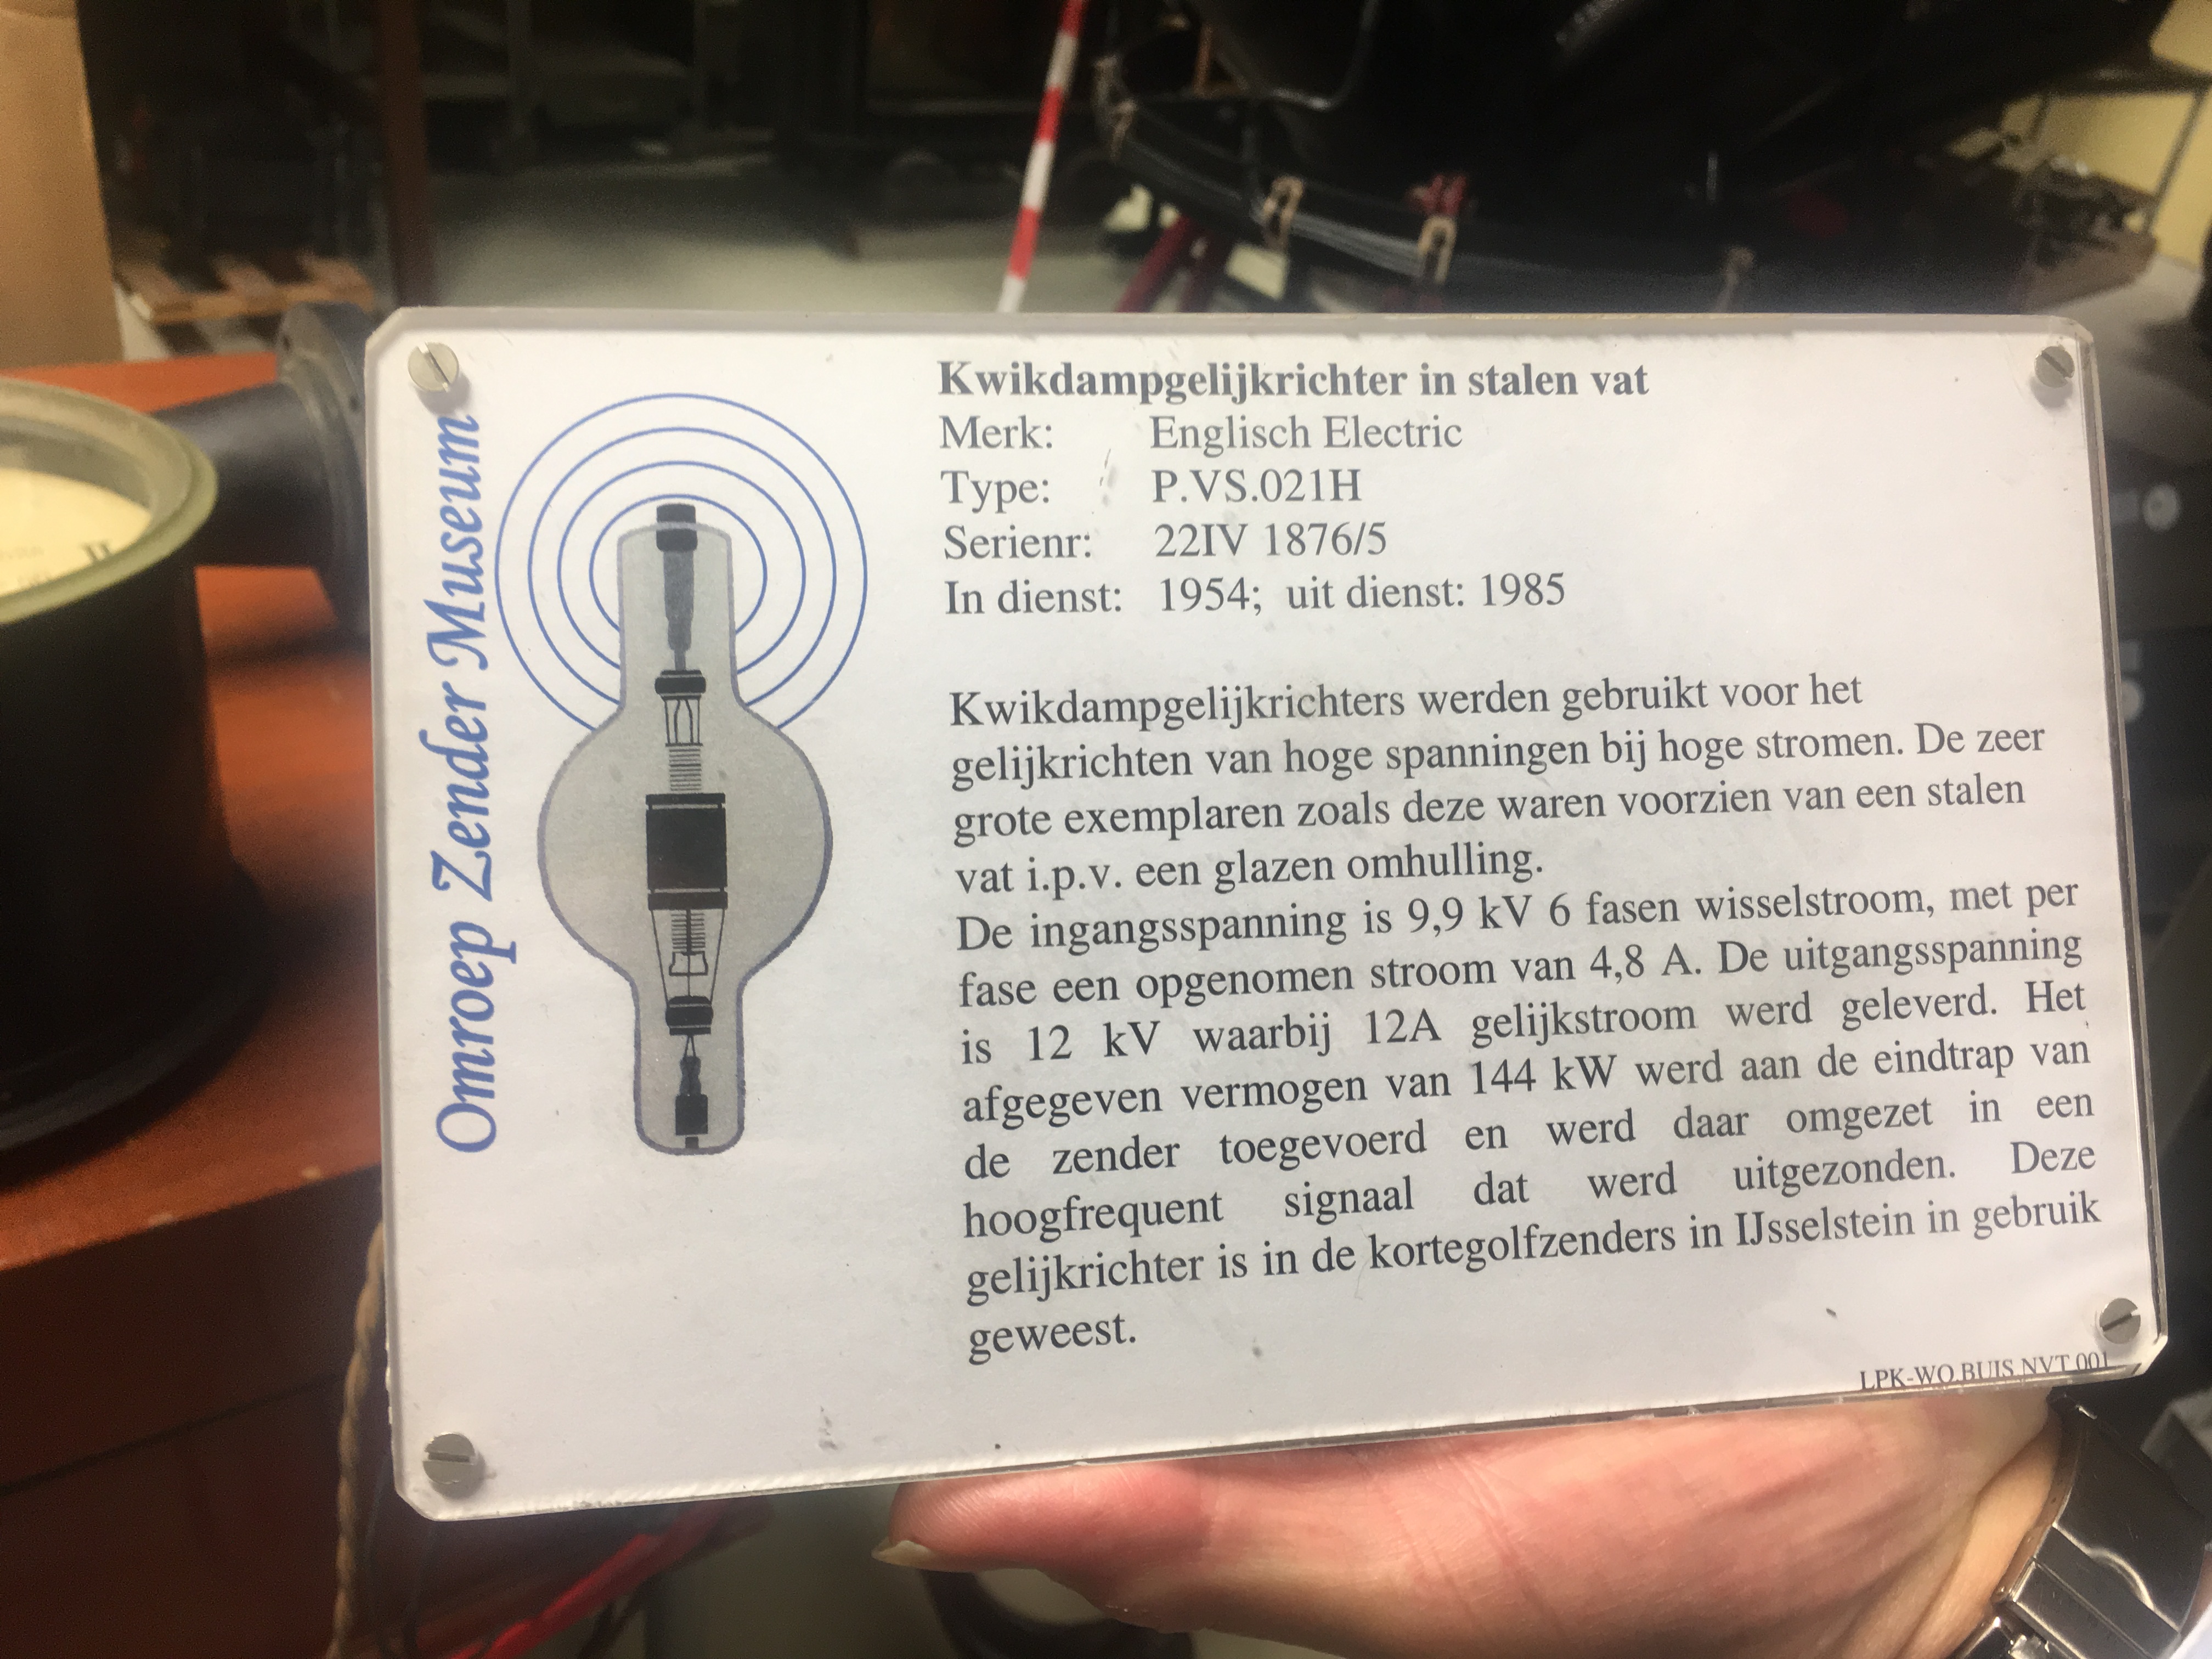 Omroep Zender Museum
Kwikdampgelijkrichter in stalen vat
Merk: Englisch Electric
Type: P.VS.021H
Serienr: 22IV 1876/5
In dienst: 1954; uit dienst: 1985
Kwikdampgelijkrichters werden gebruikt voor het
gelijkrichten van hoge spanningen bij hoge stromen. De zeer
grote exemplaren zoals deze waren voorzien van een stalen
vat i.p.v. een glazen omhulling.
De ingangsspanning is 9,9 kV 6 fasen wisselstroom, met per
fase een opgenomen stroom van 4,8 A. De uitgangsspanning
is 12 kV waarbij 12A gelijkstroom werd geleverd. Het
afgegeven vermogen van 144 kW werd aan de eindtrap van
de zender toegevoerd en werd daar omgezet in een
hoogfrequent signaal dat werd uitgezonden. Deze
gelijkrichter is in de kortegolfzenders in IJsselstein in gebruik
geweest.
LPK-WO.BUIS.NVT.001